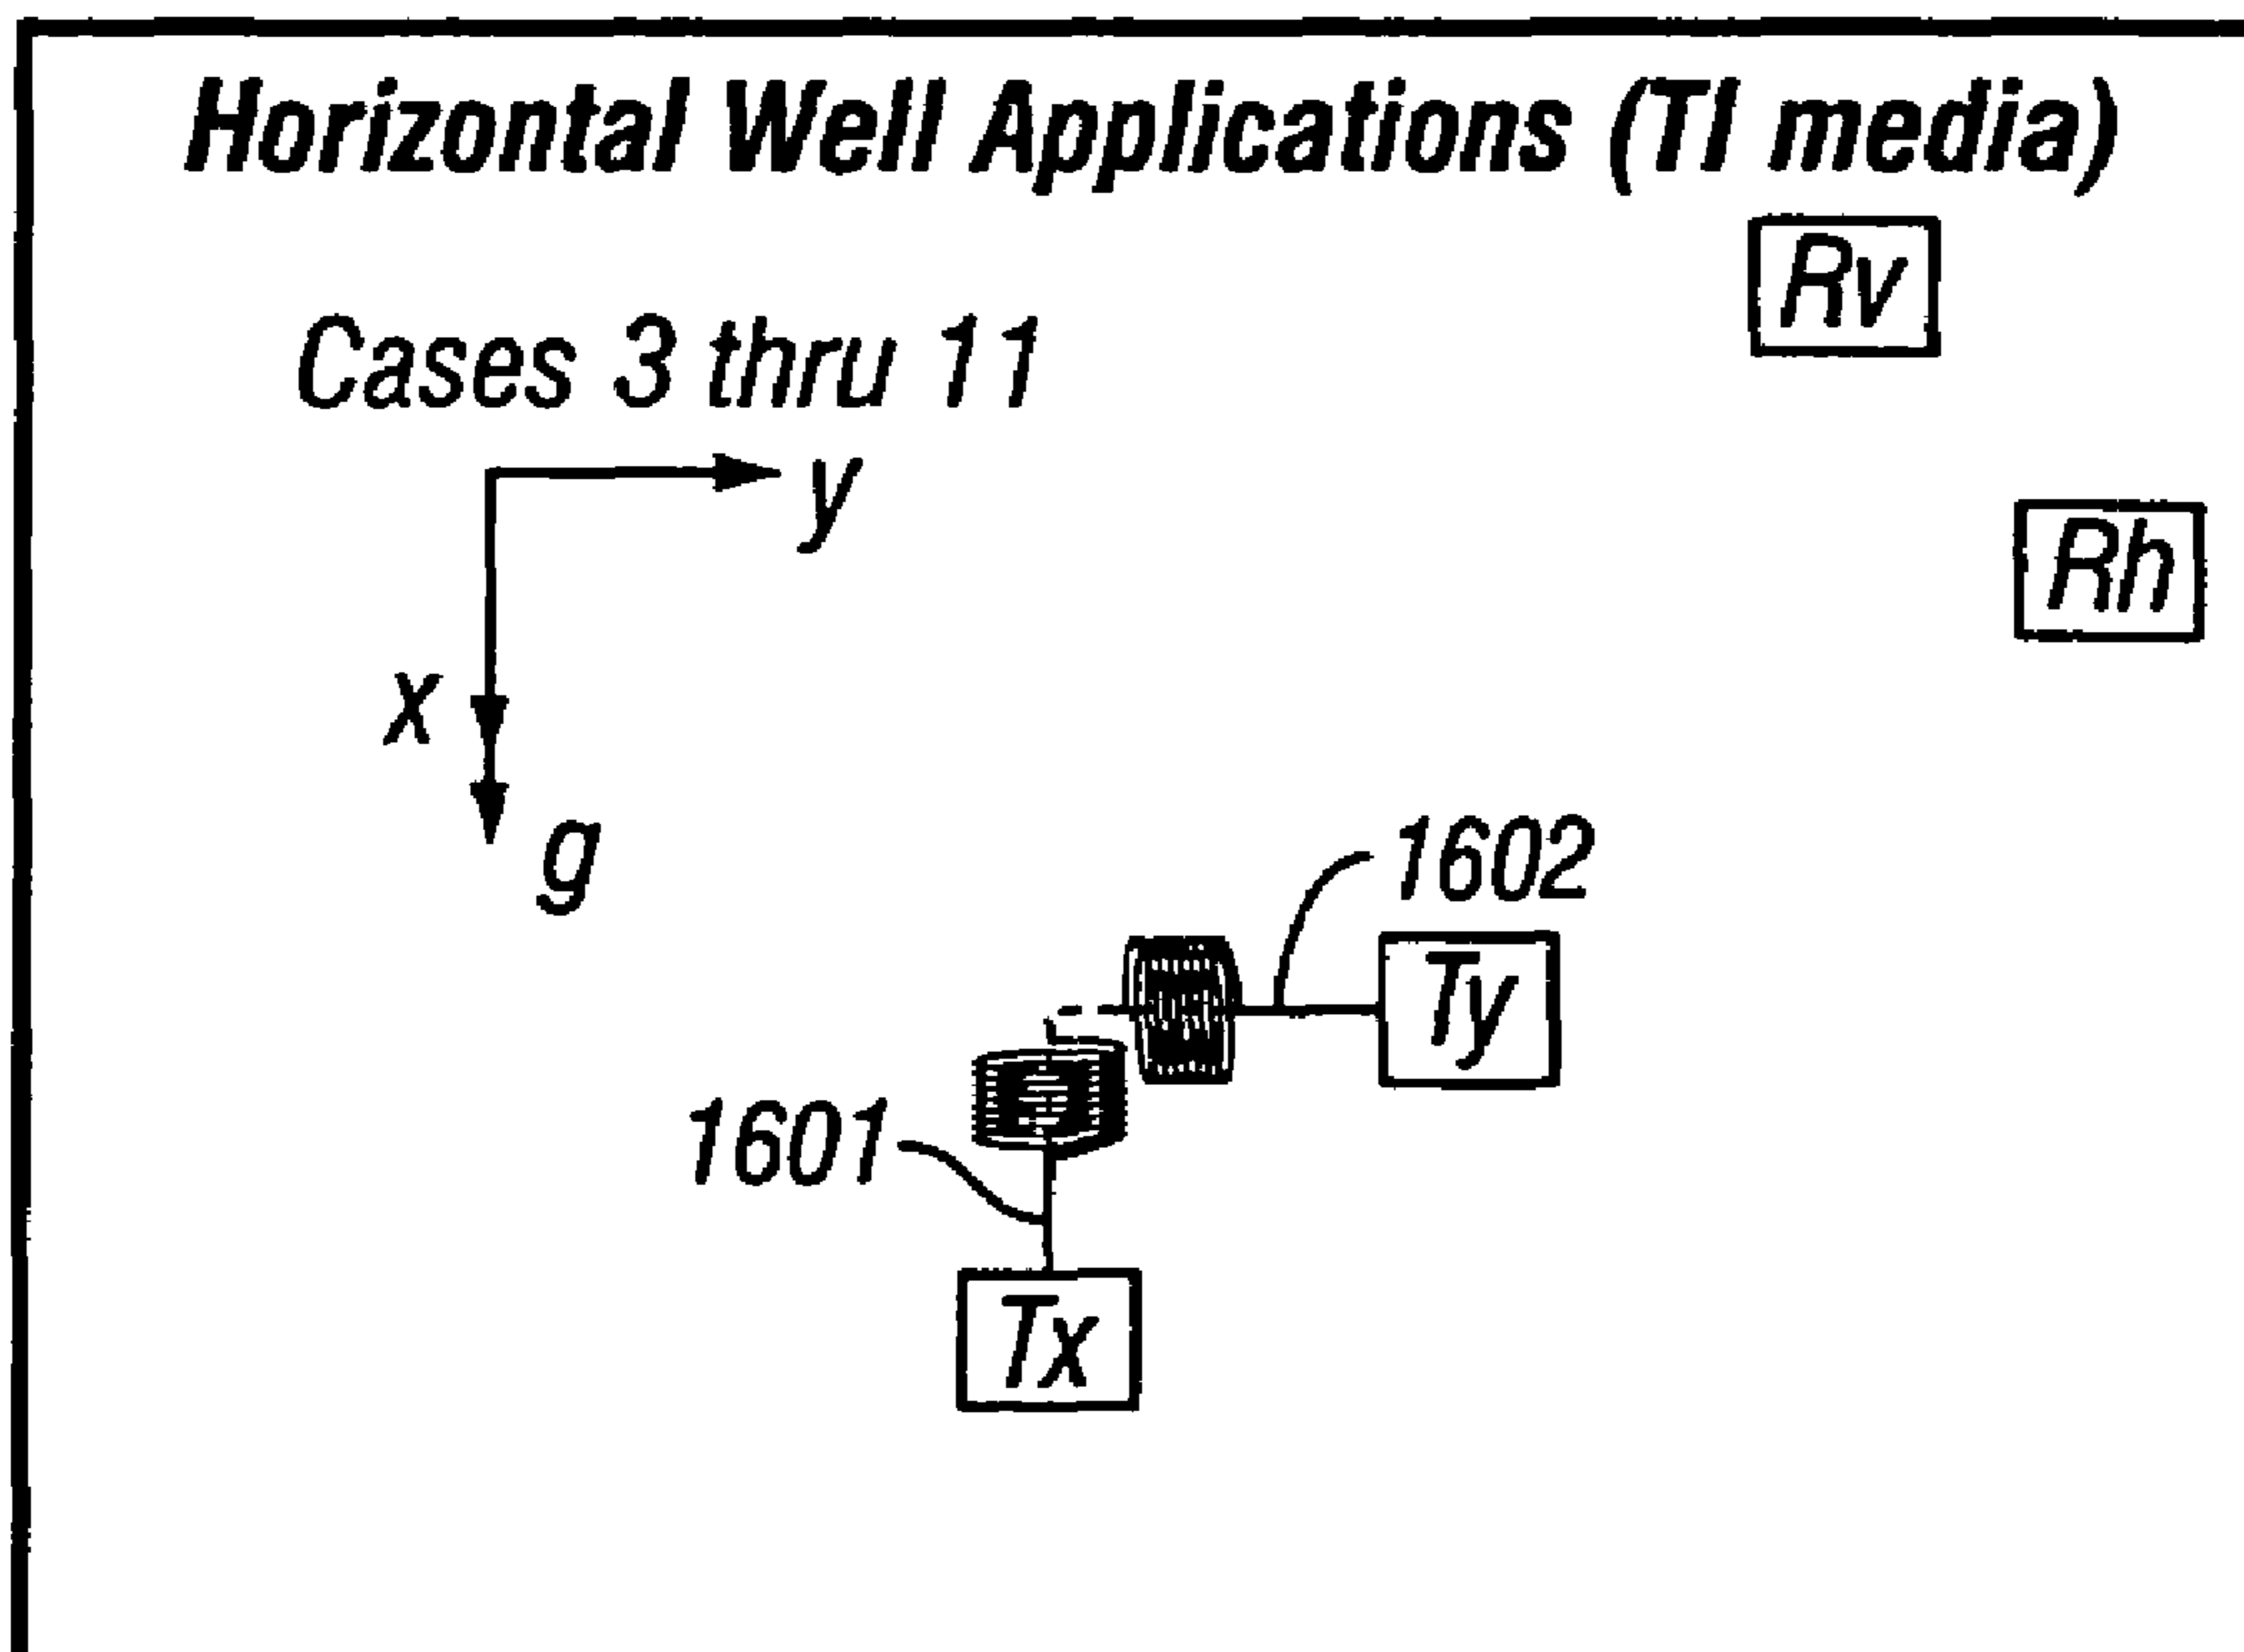 Horizontal Well Applications (TI media)
Rv
Cases 3 thru 11
y
Rh
x
g
1602
Ty
1601
Tx